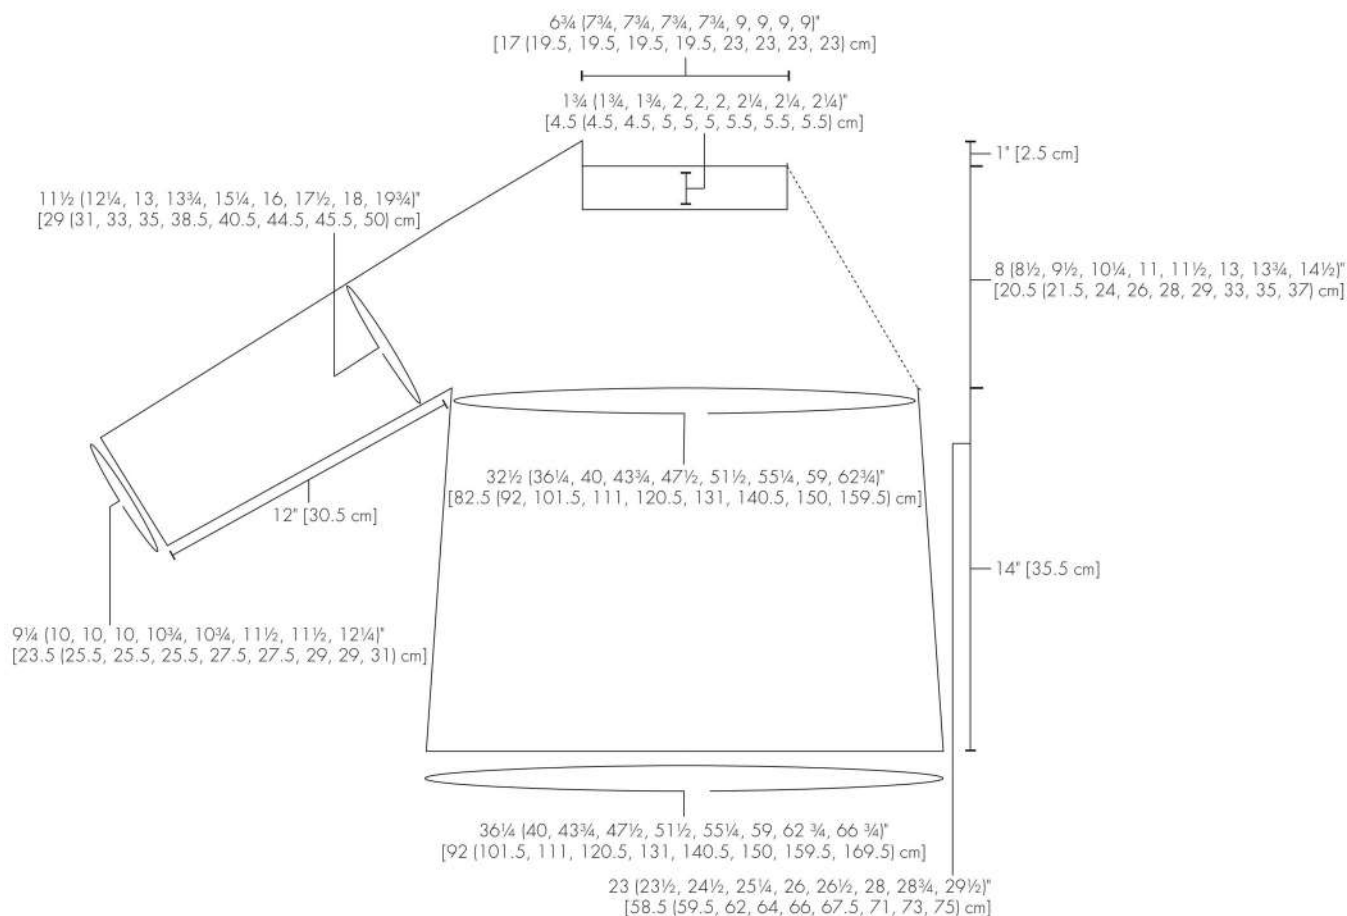 6¾ (7¾, 7¾, 7¾, 7¾, 9, 9, 9, 9)"
[17 (19.5, 19.5, 19.5, 19.5, 23, 23, 23, 23) cm]
1¾ (1¾, 1¾, 2, 2, 2, 2¼, 2¼, 2¼)"
[4.5 (4.5, 4.5, 5, 5, 5, 5.5, 5.5, 5.5) cm]
1" [2.5 cm]
11½ (12¼, 13, 13¾, 15¼, 16, 17½, 18, 19¾)"
[29 (31, 33, 35, 38.5, 40.5, 44.5, 45.5, 50) cm]
8 (8½, 9½, 10¼, 11, 11½, 13, 13¾, 14½)"
[20.5 (21.5, 24, 26, 28, 29, 33, 35, 37) cm]
32½ (36¼, 40, 43¾, 47½, 51½, 55¼, 59, 62¾)"
[82.5 (92, 101.5, 111, 120.5, 131, 140.5, 150, 159.5) cm]
12" [30.5 cm]
14" [35.5 cm]
9¼ (10, 10, 10, 10¾, 10¾, 11½, 11½, 12¼)"
[23.5 (25.5, 25.5, 25.5, 27.5, 27.5, 29, 29, 31) cm]
36¼ (40, 43¾, 47½, 51½, 55¼, 59, 62 ¾, 66 ¾)"
[92 (101.5, 111, 120.5, 131, 140.5, 150, 159.5, 169.5) cm]
23 (23½, 24½, 25¼, 26, 26½, 28, 28¾, 29½)"
[58.5 (59.5, 62, 64, 66, 67.5, 71, 73, 75) cm]